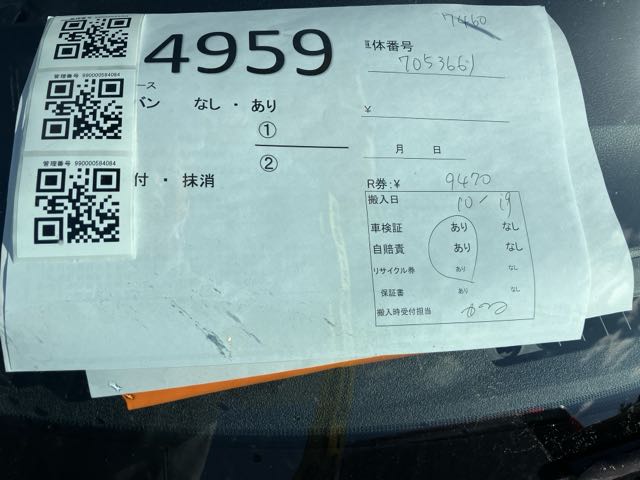 7460
4959
体番号
7053661
管理番号 990000584084
ース
バン なし ・ あり
①
②
¥
月 日
管理番号 990000584084
付 ・ 抹消
R券:¥ 9470
搬入日 10/19
車検証 あり なし
自賠責 あり なし
リサイクル券 あり なし
保証書 あり なし
搬入時受付担当